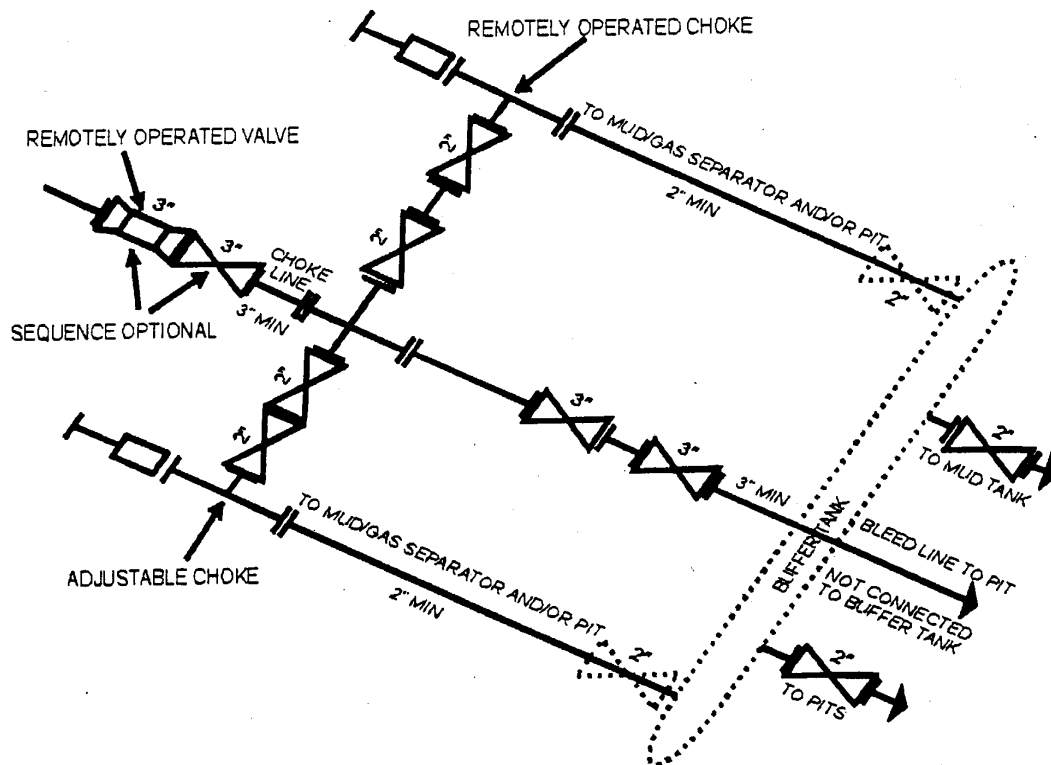 REMOTELY OPERATED CHOKE
REMOTELY OPERATED VALVE
TO MUD/GAS SEPARATOR AND/OR PIT
2" MIN
2"
2"
3"
3"
CHOKE
LINE
3" MIN
SEQUENCE OPTIONAL
2"
2"
2"
3"
3"
3" MIN
2"
TO MUD TANK
BUFFER TANK
BLEED LINE TO PIT
NOT CONNECTED
TO BUFFER TANK
ADJUSTABLE CHOKE
TO MUD/GAS SEPARATOR AND/OR PIT
2" MIN
2"
2"
TO PITS